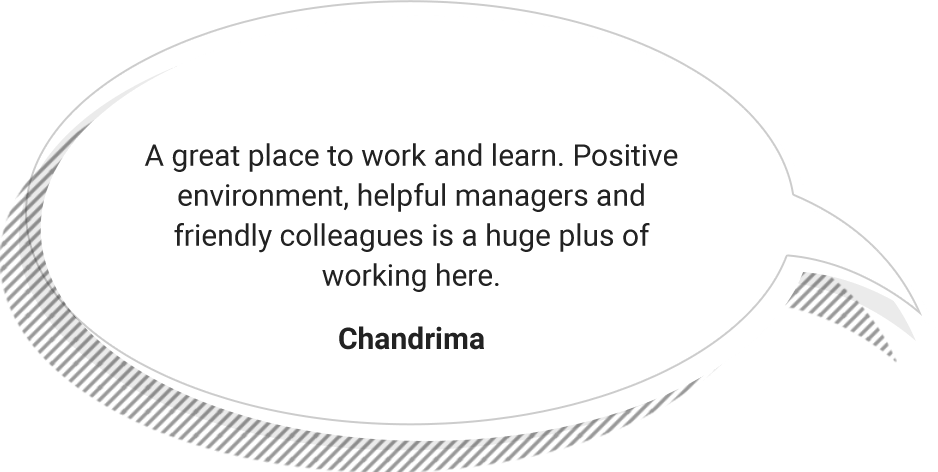 A great place to work and learn. Positive
environment, helpful managers and
friendly colleagues is a huge plus of
working here.
Chandrima